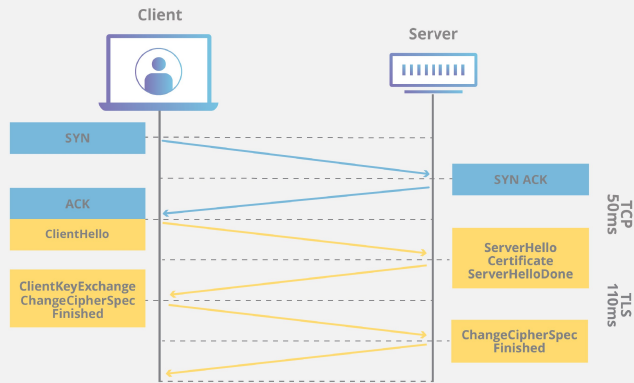 Client
Server
SYN
SYN ACK
ACK
ClientHello
ServerHello
Certificate
ServerHelloDone
ClientKeyExchange
ChangeCipherSpec
Finished
ChangeCipherSpec
Finished
TCP
50ms
TLS
110ms